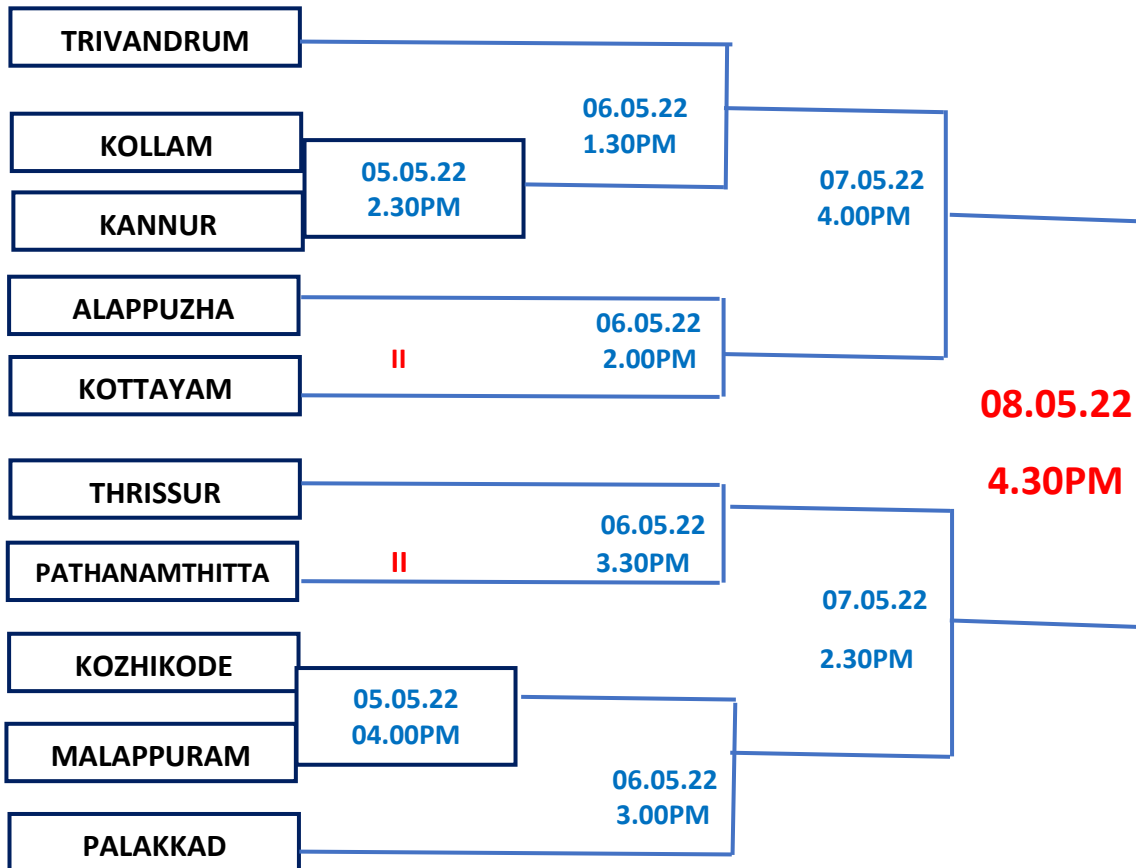 TRIVANDRUM
KOLLAM
KANNUR
05.05.22
2.30PM
06.05.22
1.30PM
07.05.22
4.00PM
ALAPPUZHA
KOTTAYAM
II
06.05.22
2.00PM
08.05.22
4.30PM
THRISSUR
PATHANAMTHITTA
II
06.05.22
3.30PM
07.05.22
2.30PM
KOZHIKODE
MALAPPURAM
05.05.22
04.00PM
06.05.22
3.00PM
PALAKKAD